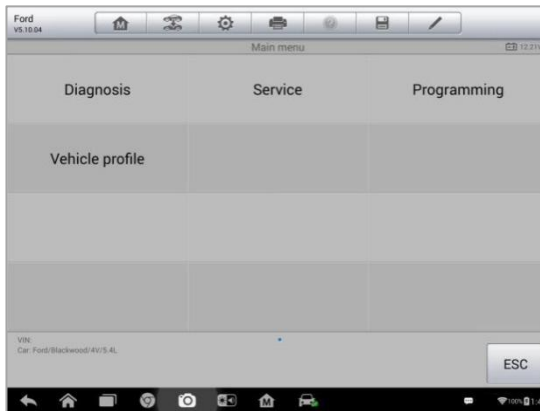 Ford
V5.10.04
Main menu
Diagnosis
Service
Programming
Vehicle profile
VIN:
Car: Ford/Blackwood/4V/5.4L
ESC
100%